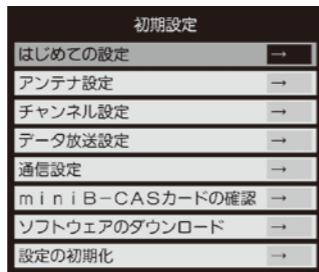 初期設定
はじめての設定 →
アンテナ設定 →
チャンネル設定 →
データ放送設定 →
通信設定 →
ｍｉｎｉＢ－ＣＡＳカードの確認 →
ソフトウェアのダウンロード →
設定の初期化 →